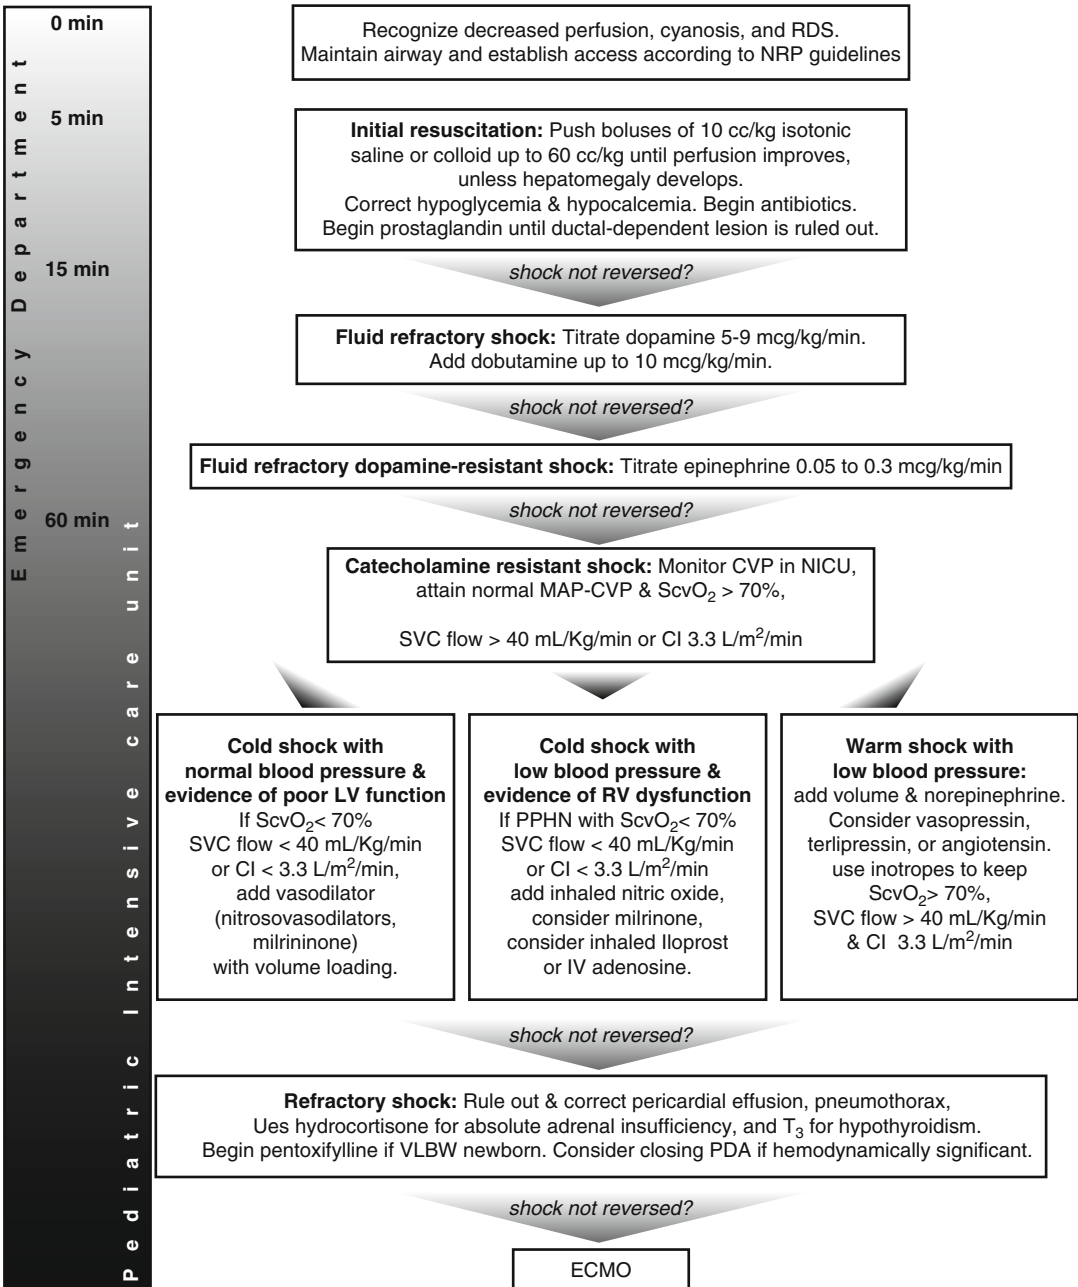 0 min
Recognize decreased perfusion, cyanosis, and RDS.
Maintain airway and establish access according to NRP guidelines
Emergency Department
5 min
Initial resuscitation: Push boluses of 10 cc/kg isotonic
saline or colloid up to 60 cc/kg until perfusion improves,
unless hepatomegaly develops.
Correct hypoglycemia & hypocalcemia. Begin antibiotics.
Begin prostaglandin until ductal-dependent lesion is ruled out.
15 min
shock not reversed?
Fluid refractory shock: Titrate dopamine 5-9 mcg/kg/min.
Add dobutamine up to 10 mcg/kg/min.
shock not reversed?
Fluid refractory dopamine-resistant shock: Titrate epinephrine 0.05 to 0.3 mcg/kg/min
60 min
shock not reversed?
Pediatric Intensive care unit
Catecholamine resistant shock: Monitor CVP in NICU,
attain normal MAP-CVP & ScvO₂ > 70%,
SVC flow > 40 mL/Kg/min or CI 3.3 L/m²/min
Cold shock with
normal blood pressure &
evidence of poor LV function
If ScvO₂< 70%
SVC flow < 40 mL/Kg/min
or CI < 3.3 L/m²/min,
add vasodilator
(nitrosovasodilators,
milrininone)
with volume loading.
Cold shock with
low blood pressure &
evidence of RV dysfunction
If PPHN with ScvO₂< 70%
SVC flow < 40 mL/Kg/min
or CI < 3.3 L/m²/min
add inhaled nitric oxide,
consider milrinone,
consider inhaled Iloprost
or IV adenosine.
Warm shock with
low blood pressure:
add volume & norepinephrine.
Consider vasopressin,
terlipressin, or angiotensin.
use inotropes to keep
ScvO₂> 70%,
SVC flow > 40 mL/Kg/min
& CI 3.3 L/m²/min
shock not reversed?
Refractory shock: Rule out & correct pericardial effusion, pneumothorax,
Ues hydrocortisone for absolute adrenal insufficiency, and T₃ for hypothyroidism.
Begin pentoxifylline if VLBW newborn. Consider closing PDA if hemodynamically significant.
shock not reversed?
ECMO